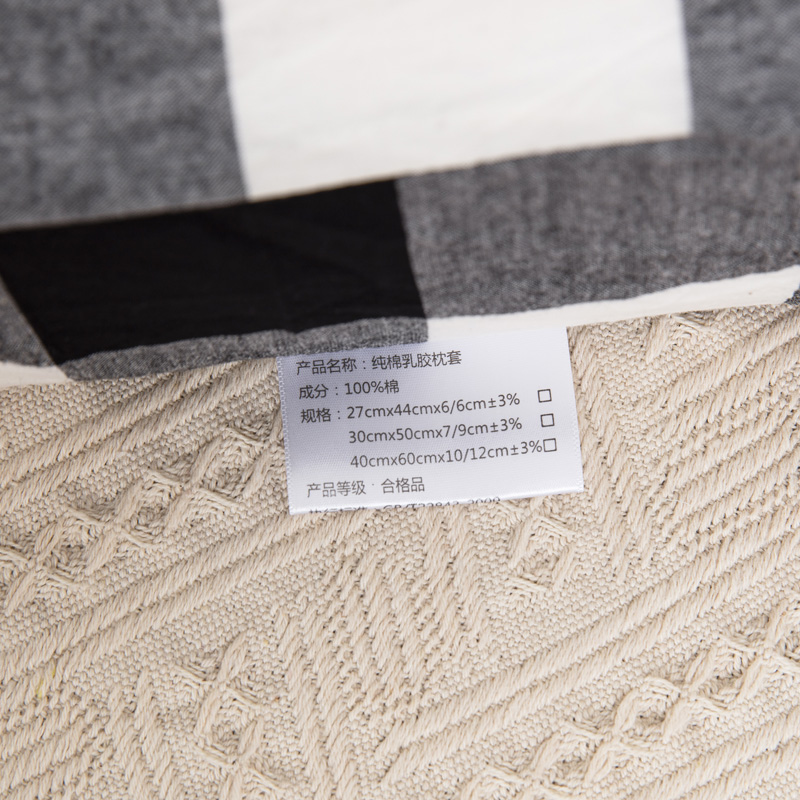 产品名称：纯棉乳胶枕套
成分：100%棉
规格：27cmx44cmx6/6cm±3% □
30cmx50cmx7/9cm±3% □
40cmx60cmx10/12cm±3%□
产品等级：合格品